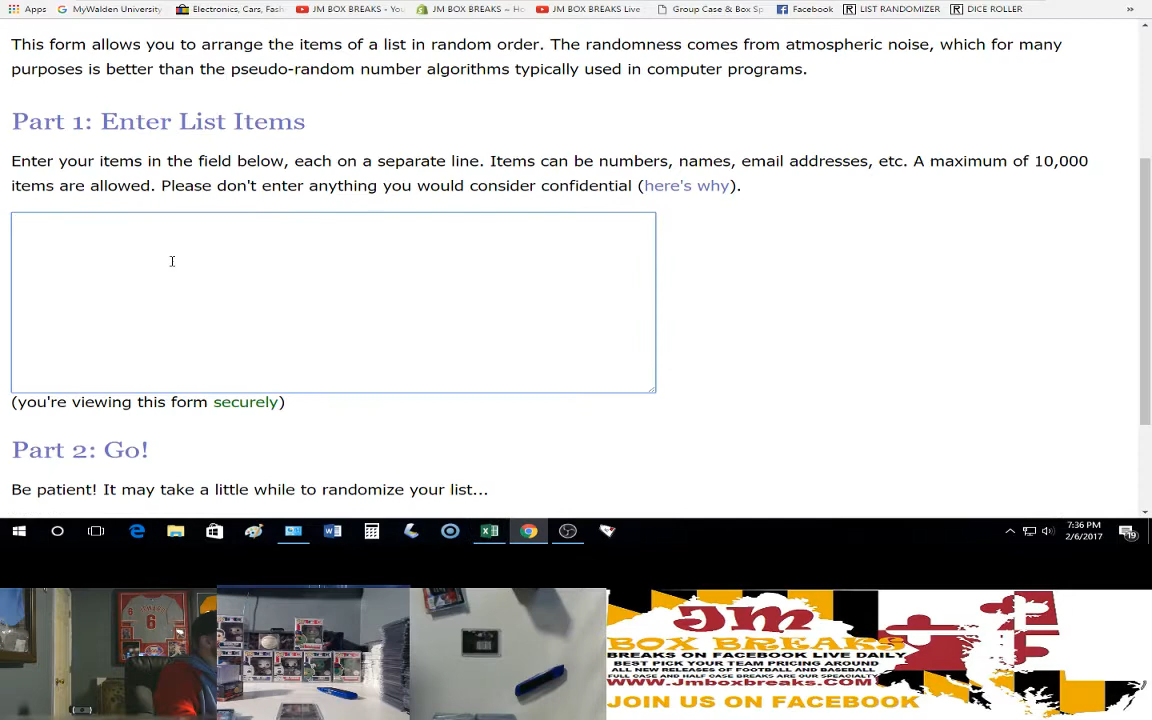 Apps MyWalden University Electronics, Cars, Fash JM BOX BREAKS - You JM BOX BREAKS — Ho JM BOX BREAKS Live Group Case & Box Sp Facebook LIST RANDOMIZER DICE ROLLER »
This form allows you to arrange the items of a list in random order. The randomness comes from atmospheric noise, which for many
purposes is better than the pseudo-random number algorithms typically used in computer programs.
Part 1: Enter List Items
Enter your items in the field below, each on a separate line. Items can be numbers, names, email addresses, etc. A maximum of 10,000
items are allowed. Please don't enter anything you would consider confidential (here's why).
(you're viewing this form securely)
Part 2: Go!
Be patient! It may take a little while to randomize your list...
7:36 PM
2/6/2017
19
6
JM
BOX BREAKS
BREAKS ON FACEBOOK LIVE DAILY
BEST PICK YOUR TEAM PRICING AROUND
ALL NEW RELEASES OF FOOTBALL AND BASEBALL
FULL CASE AND HALF CASE BREAKS ARE OUR SPEACIALTY
WWW.Jmboxbreaks.COM
JOIN US ON FACEBOOK